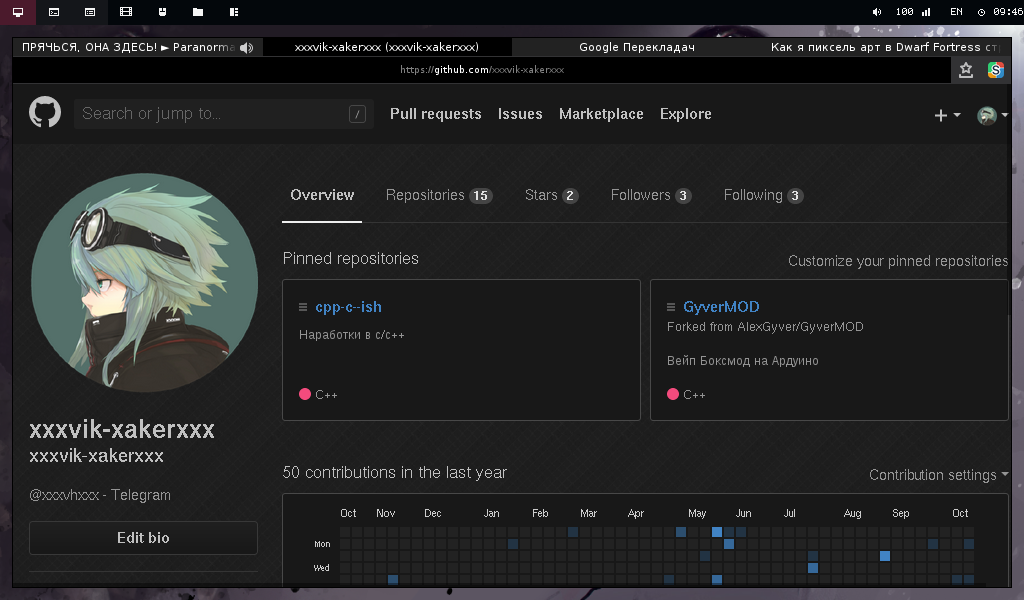 100 EN 09:46
ПРЯЧЬСЯ, ОНА ЗДЕСЬ! ► Paranorma xxxvik-xakerxxx (xxxvik-xakerxxx) Google Перекладач Как я пиксель арт в Dwarf Fortress ст
https://github.com/xxxvik-xakerxxx
Search or jump to... / Pull requests Issues Marketplace Explore
Overview Repositories 15 Stars 2 Followers 3 Following 3
Pinned repositories Customize your pinned repositories
cpp-c--ish
Наработки в с/с++
C++
GyverMOD
Forked from AlexGyver/GyverMOD
Вейп Боксмод на Ардуино
C++
xxxvik-xakerxxx
xxxvik-xakerxxx
@xxxvhxxx - Telegram
Edit bio
50 contributions in the last year Contribution settings
Oct Nov Dec Jan Feb Mar Apr May Jun Jul Aug Sep Oct
Mon
Wed